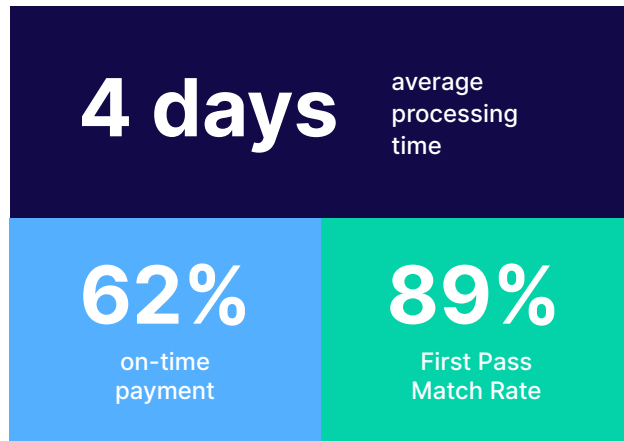 4 days
average
processing
time
62%
on-time
payment
89%
First Pass
Match Rate